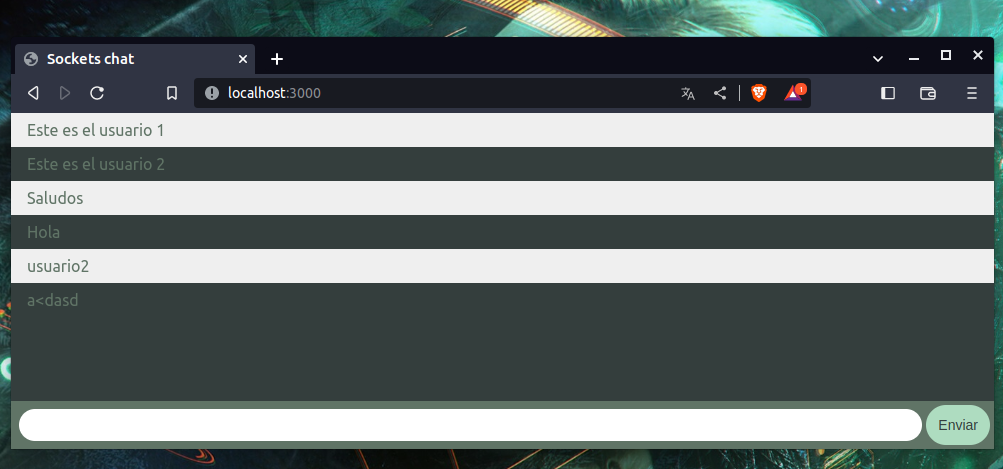 Sockets chat
localhost:3000
1
Este es el usuario 1
Este es el usuario 2
Saludos
Hola
usuario2
a<dasd
Enviar